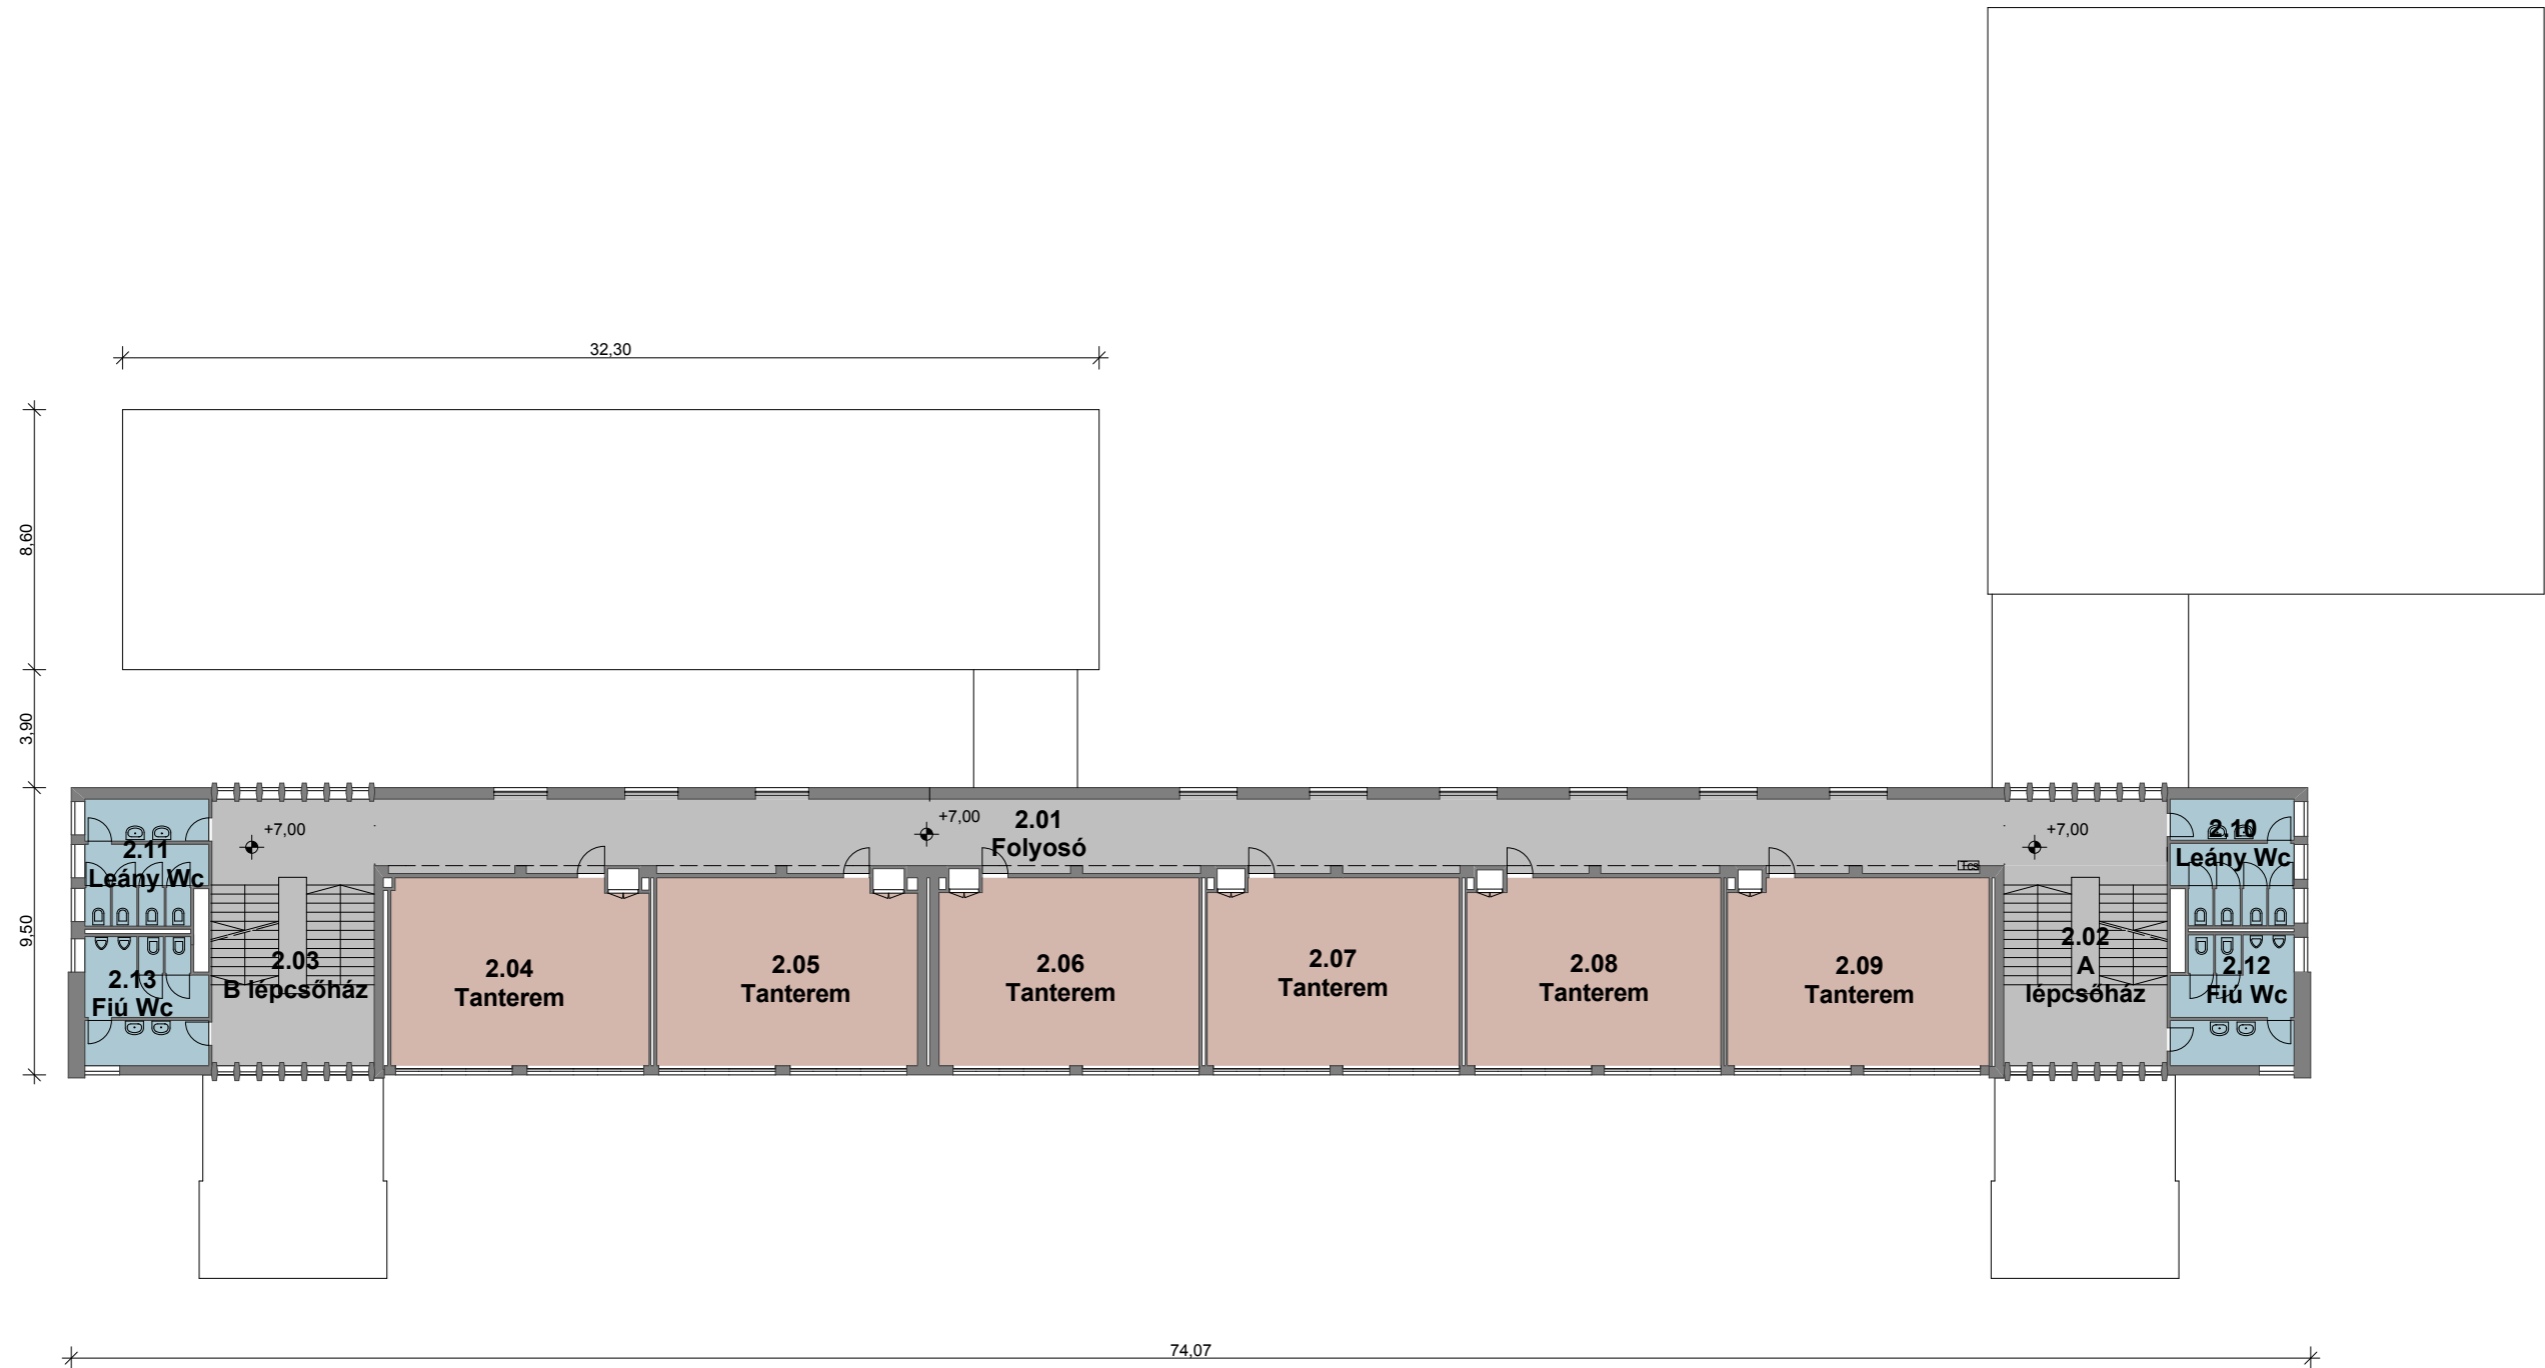 32,30
8,60
3,90
9,50
+7,00
+7,00
2.01
Folyosó
+7,00
2.11
Leány Wc
2.10
Leány Wc
Tcs
2.13
Fiú Wc
2.03
B lépcsőház
2.04
Tanterem
2.05
Tanterem
2.06
Tanterem
2.07
Tanterem
2.08
Tanterem
2.09
Tanterem
2.02
A
lépcsőház
2.12
Fiú Wc
74,07